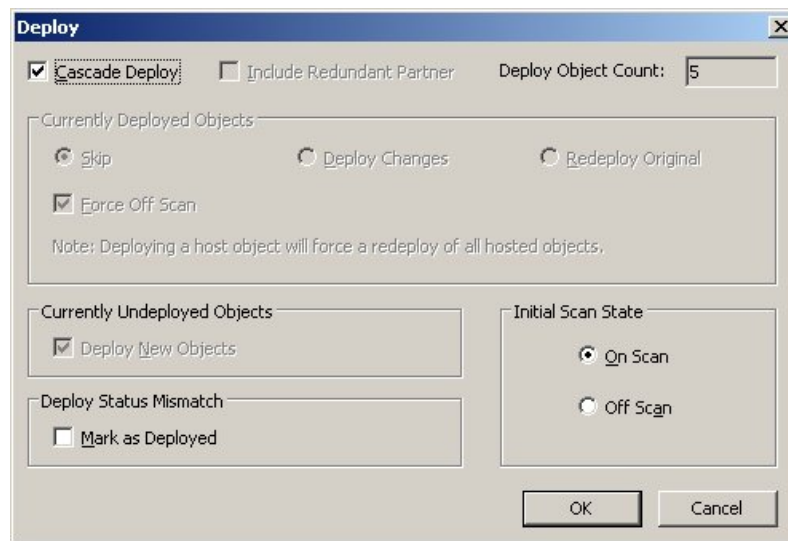 Deploy
Cascade Deploy Include Redundant Partner Deploy Object Count: 5
Currently Deployed Objects
Skip Deploy Changes Redeploy Original
Force Off Scan
Note: Deploying a host object will force a redeploy of all hosted objects.
Currently Undeployed Objects
Deploy New Objects
Deploy Status Mismatch
Mark as Deployed
Initial Scan State
On Scan
Off Scan
OK Cancel